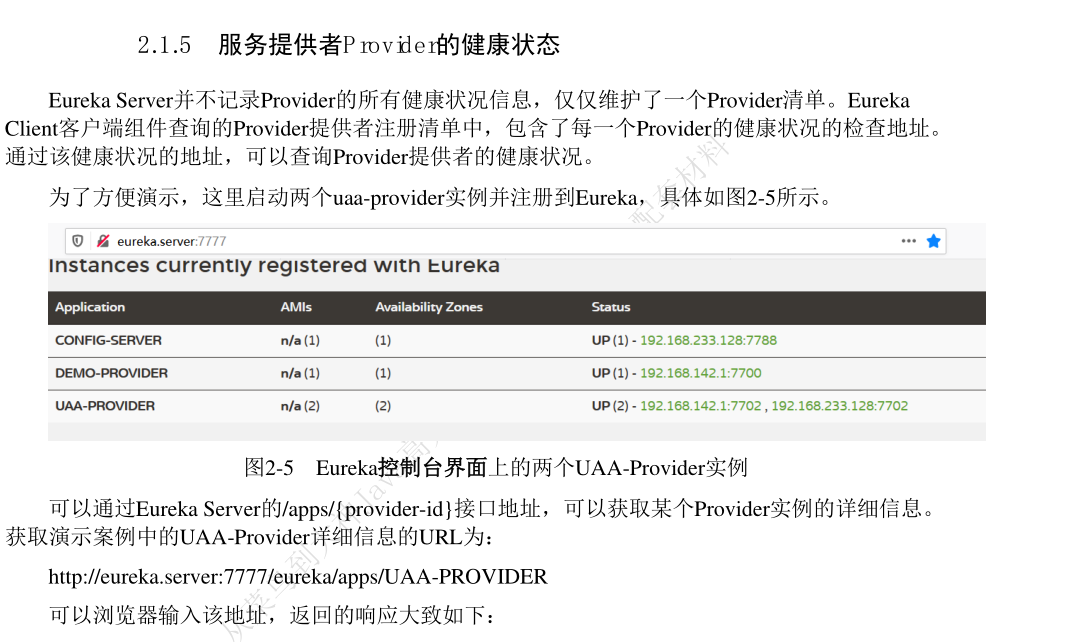 2.1.5 服务提供者Provider的健康状态
Eureka Server并不记录Provider的所有健康状况信息，仅仅维护了一个Provider清单。Eureka
Client客户端组件查询的Provider提供者注册清单中，包含了每一个Provider的健康状况的检查地址。
通过该健康状况的地址，可以查询Provider提供者的健康状况。
为了方便演示，这里启动两个uaa-provider实例并注册到Eureka，具体如图2-5所示。
eureka.server:7777
Instances currently registered with Eureka
Application AMIs Availability Zones Status
CONFIG-SERVER n/a (1) (1) UP (1) - 192.168.233.128:7788
DEMO-PROVIDER n/a (1) (1) UP (1) - 192.168.142.1:7700
UAA-PROVIDER n/a (2) (2) UP (2) - 192.168.142.1:7702 , 192.168.233.128:7702
图2-5 Eureka控制台界面上的两个UAA-Provider实例
可以通过Eureka Server的/apps/{provider-id}接口地址，可以获取某个Provider实例的详细信息。
获取演示案例中的UAA-Provider详细信息的URL为：
http://eureka.server:7777/eureka/apps/UAA-PROVIDER
可以浏览器输入该地址，返回的响应大致如下：